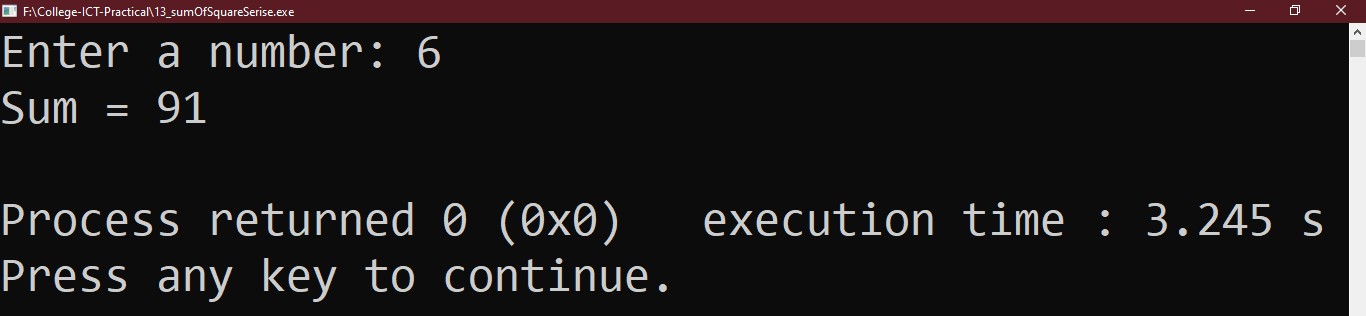 F:\College-ICT-Practical\13_sumOfSquareSerise.exe
Enter a number: 6
Sum = 91
Process returned 0 (0x0)   execution time : 3.245 s
Press any key to continue.